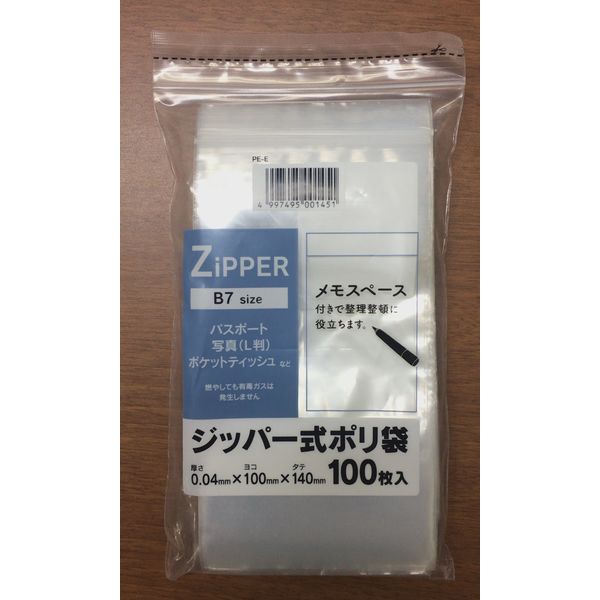 PE-E
4 997495 001451
ZiPPER
B7 size
パスポート
写真(L判)
ポケットティッシュ など
燃やしても有毒ガスは
発生しません
メモスペース
付きで整理整頓に
役立ちます。
ジッパー式ポリ袋
厚さ ヨコ タテ
0.04mm×100mm×140mm 100枚入